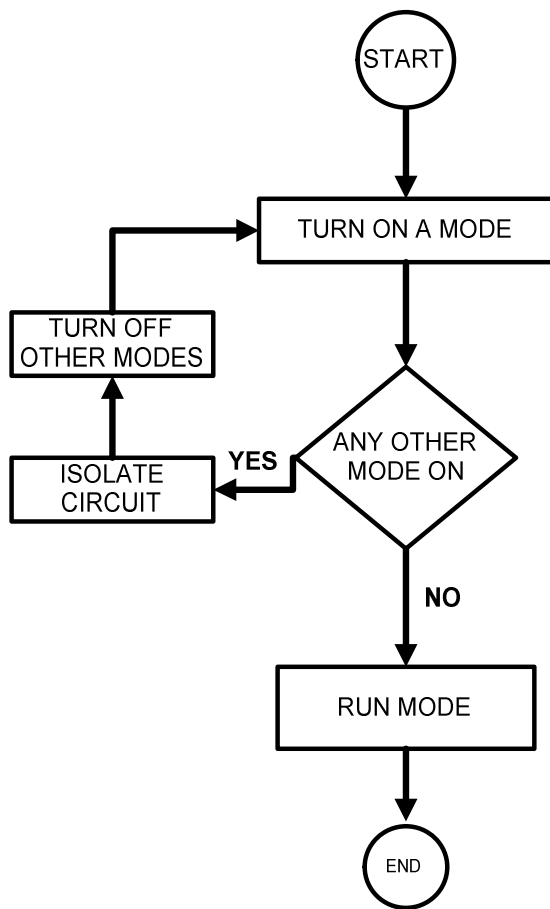 START
TURN ON A MODE
TURN OFF
OTHER MODES
ANY OTHER
MODE ON
YES
ISOLATE
CIRCUIT
NO
RUN MODE
END